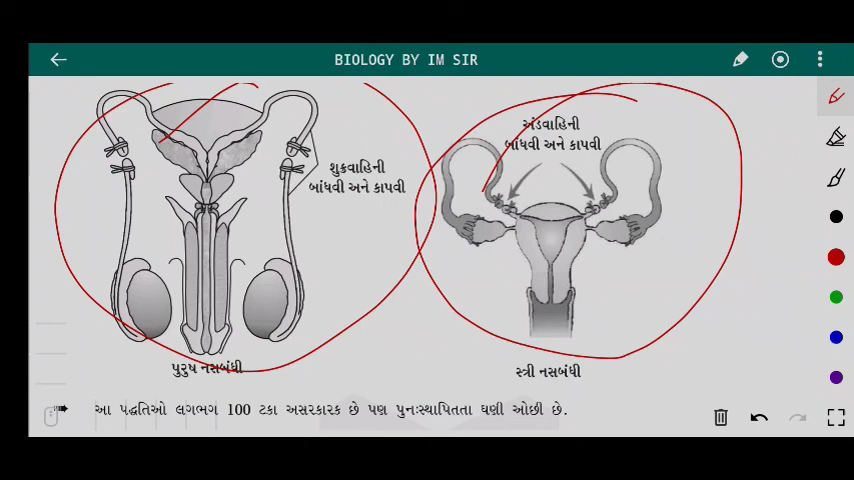 BIOLOGY BY IM SIR
શુક્રવાહિની
બાંધવી અને કાપવી
અંડવાહિની
બાંધવી અને કાપવી
પુરુષ નસબંધી
સ્ત્રી નસબંધી
આ પદ્ધતિઓ લગભગ 100 ટકા અસરકારક છે પણ પુનઃસ્થાપિતતા ઘણી ઓછી છે.